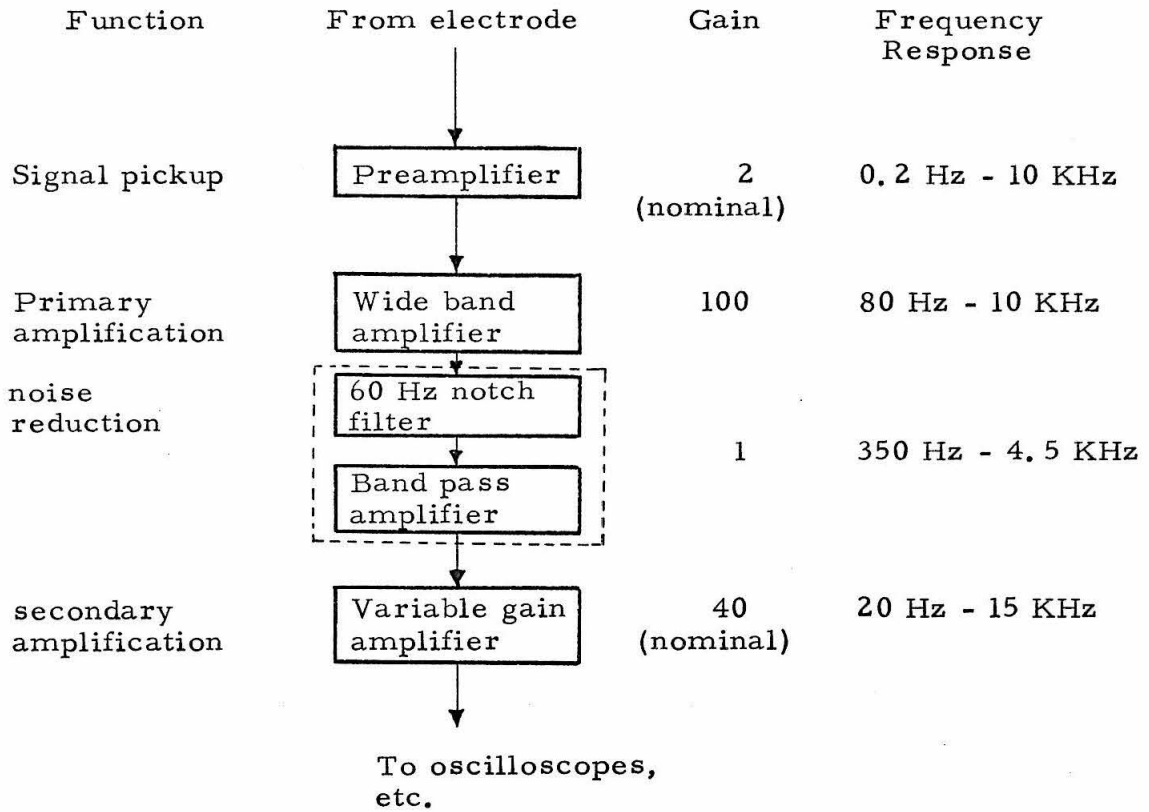 Function From electrode Gain Frequency
Response
Signal pickup Preamplifier 2 0.2 Hz - 10 KHz
(nominal)
Primary Wide band 100 80 Hz - 10 KHz
amplification amplifier
noise 60 Hz notch
reduction filter
1 350 Hz - 4.5 KHz
Band pass
amplifier
secondary Variable gain 40 20 Hz - 15 KHz
amplification amplifier (nominal)
To oscilloscopes,
etc.